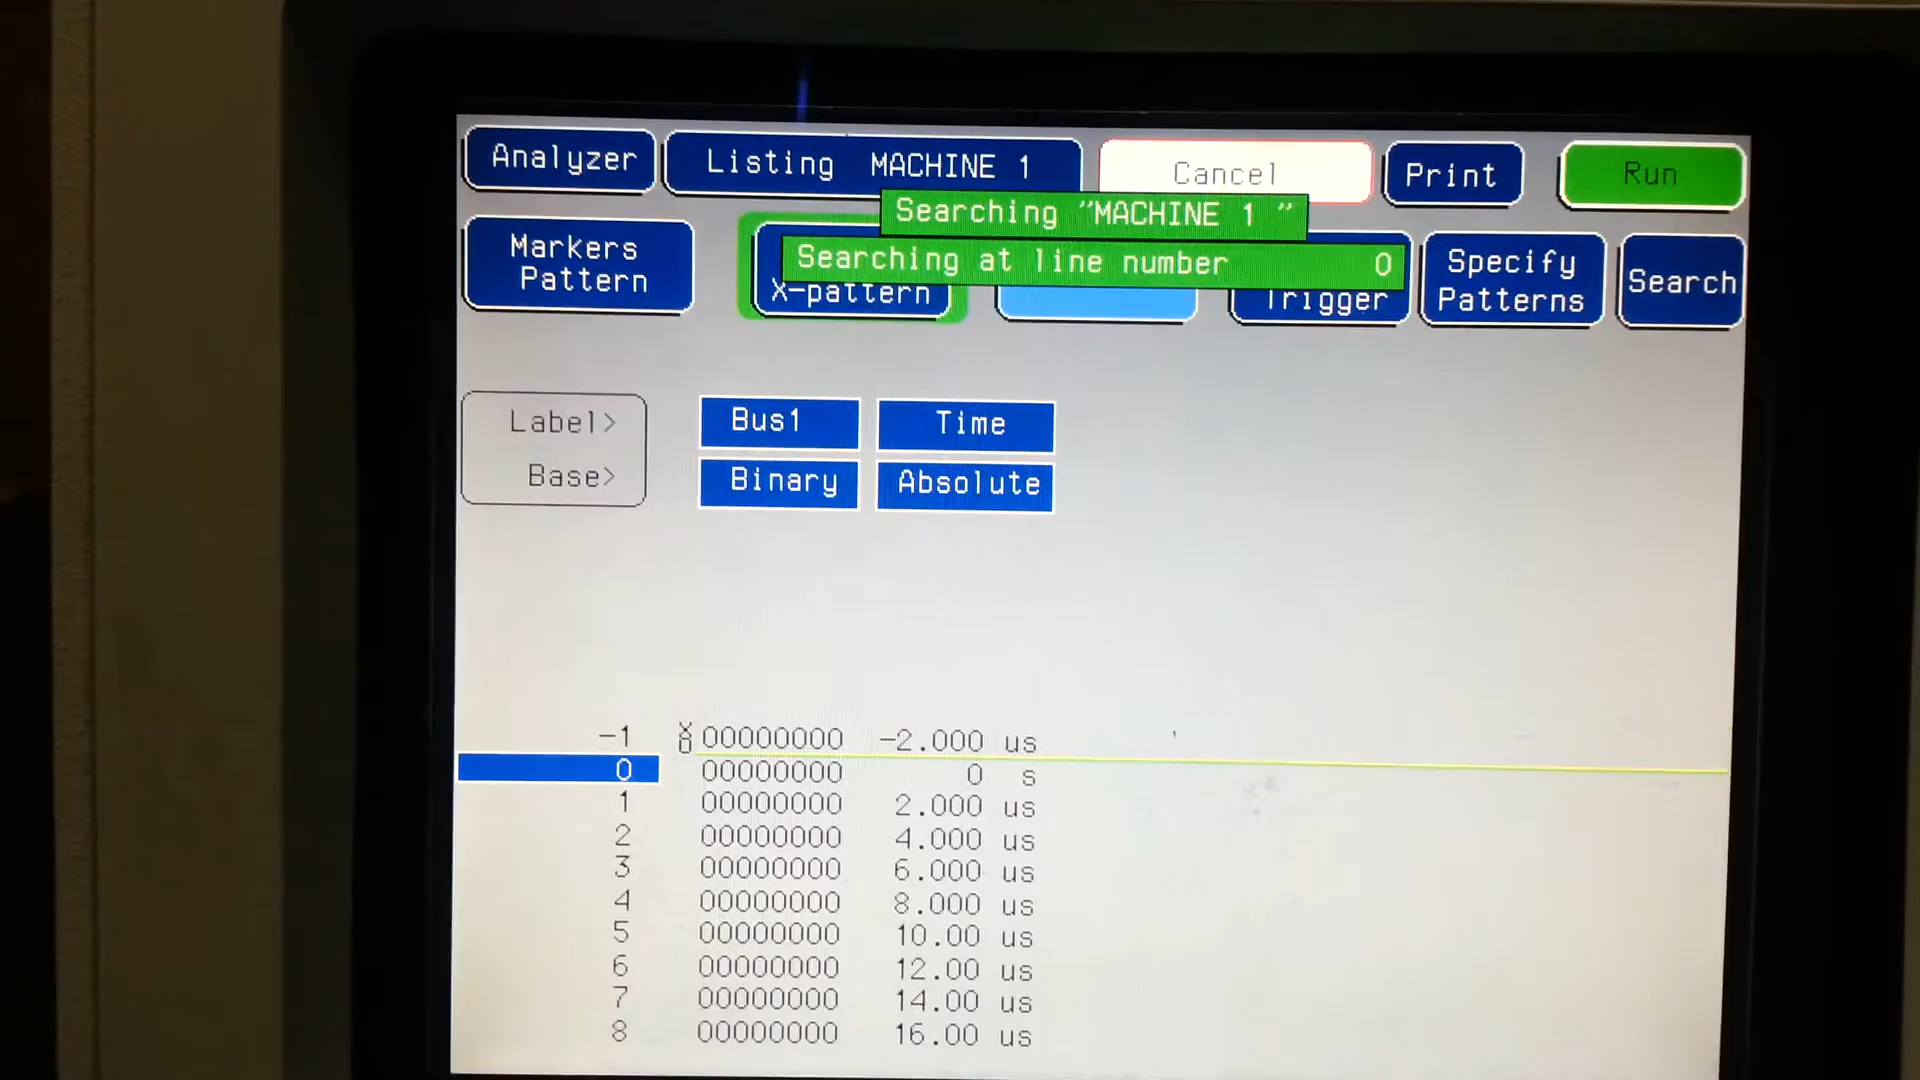 Analyzer
Listing MACHINE 1
Cancel
Print
Run
Searching "MACHINE 1 "
Searching at line number 0
Markers
Pattern
X-pattern
Trigger
Specify
Patterns
Search
Label> Bus1 Time
Base> Binary Absolute
-1 XO 00000000 -2.000 us
0 00000000 0 s
1 00000000 2.000 us
2 00000000 4.000 us
3 00000000 6.000 us
4 00000000 8.000 us
5 00000000 10.00 us
6 00000000 12.00 us
7 00000000 14.00 us
8 00000000 16.00 us